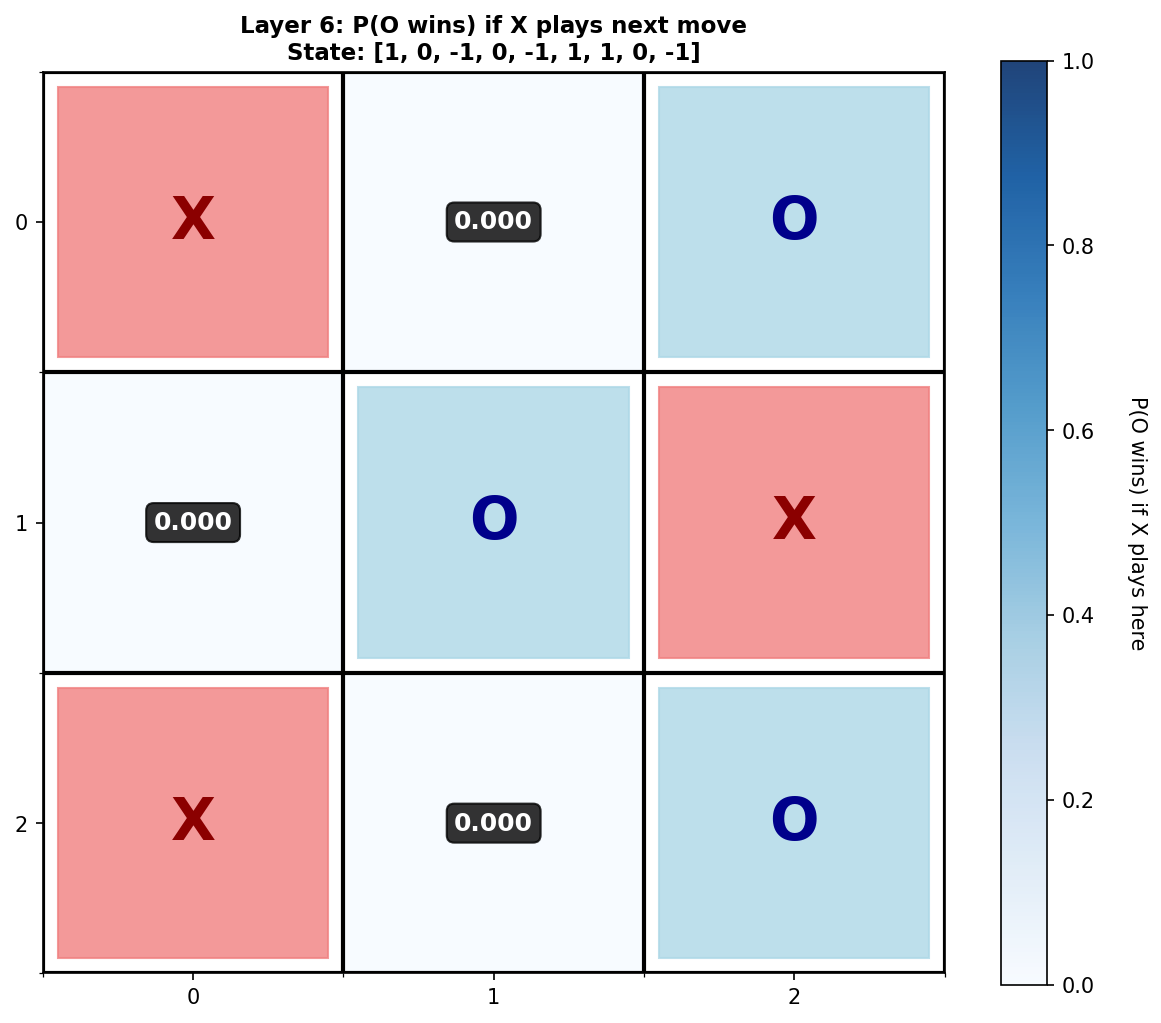 Layer 6: P(O wins) if X plays next move
State: [1, 0, -1, 0, -1, 1, 1, 0, -1]
0
X
0.000
O
1
0.000
O
X
2
X
0.000
O
0
1
2
1.0
0.8
0.6
0.4
0.2
0.0
P(O wins) if X plays here